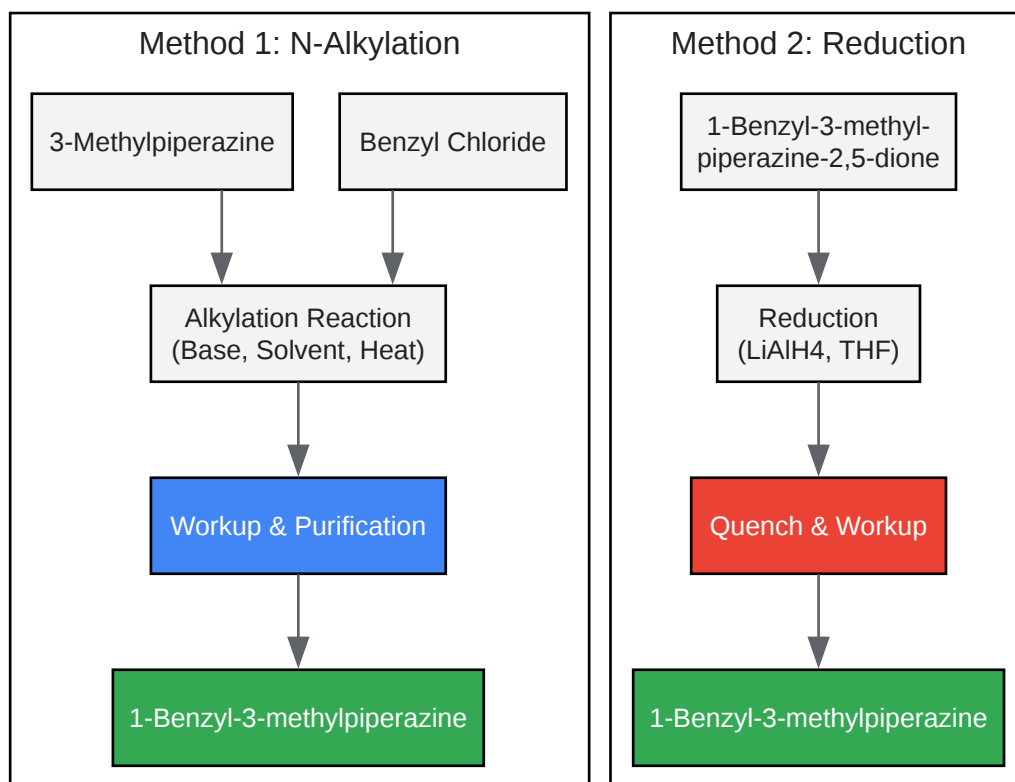 Method 1: N-Alkylation
3-Methylpiperazine
Benzyl Chloride
Alkylation Reaction
(Base, Solvent, Heat)
Workup & Purification
1-Benzyl-3-methylpiperazine
Method 2: Reduction
1-Benzyl-3-methyl-
piperazine-2,5-dione
Reduction
(LiAlH4, THF)
Quench & Workup
1-Benzyl-3-methylpiperazine